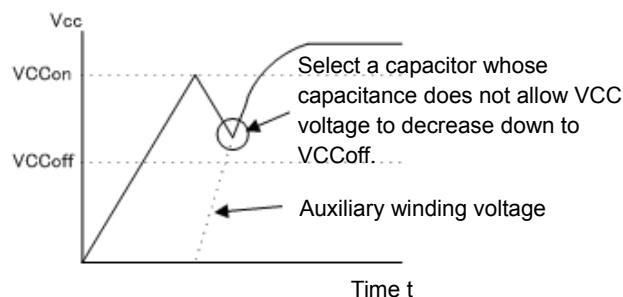 Vcc
VCCon
Select a capacitor whose
capacitance does not allow VCC
voltage to decrease down to
VCCoff.
VCCoff
Auxiliary winding voltage
Time t